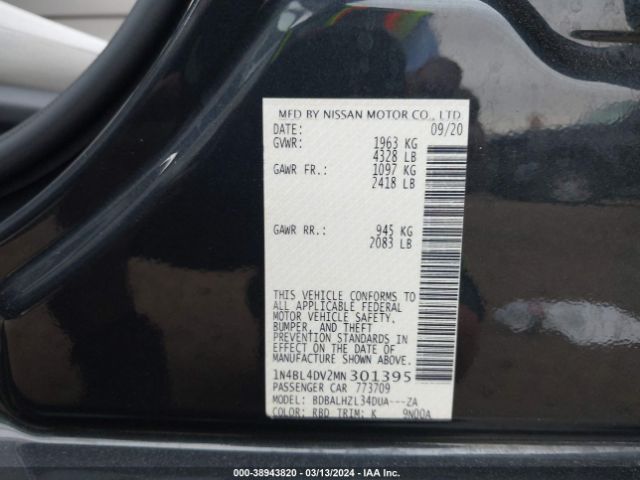 MFD BY NISSAN MOTOR CO., LTD
DATE: 09/20
GVWR: 1963 KG
4328 LB
GAWR FR.: 1097 KG
2418 LB
GAWR RR.: 945 KG
2083 LB
THIS VEHICLE CONFORMS TO
ALL APPLICABLE FEDERAL
MOTOR VEHICLE SAFETY,
BUMPER, AND THEFT
PREVENTION STANDARDS IN
EFFECT ON THE DATE OF
MANUFACTURE SHOWN ABOVE.
1N4BL4DV2MN301395
PASSENGER CAR 773709
MODEL: BDBALHZL34DUA---ZA
COLOR: RBD TRIM: K 9N00A
000-38943820 - 03/13/2024 - IAA Inc.